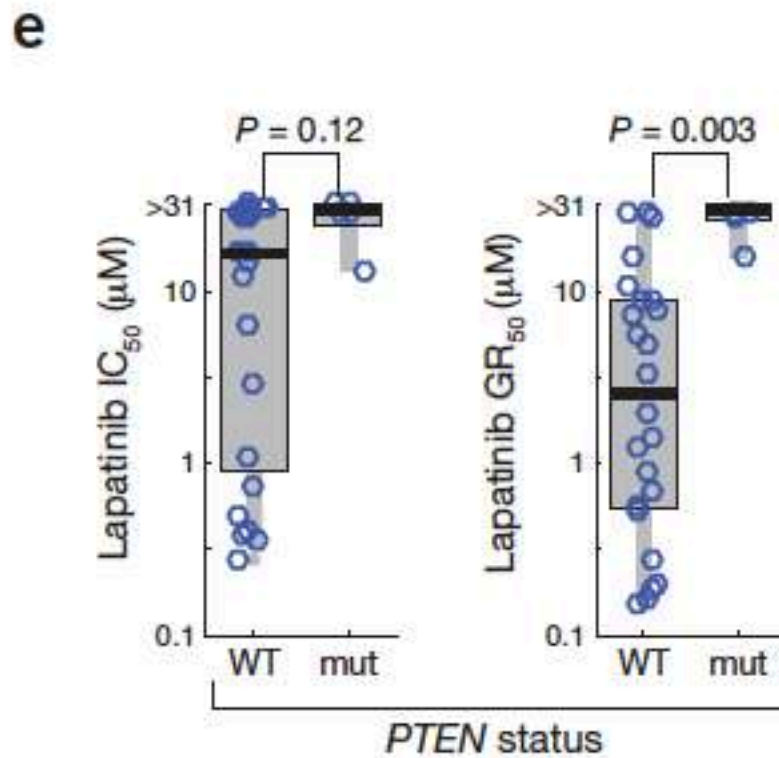 e
P = 0.12
P = 0.003
Lapatinib IC50 (μM)
>31
10
1
0.1
WT mut
Lapatinib GR50 (μM)
>31
10
1
0.1
WT mut
PTEN status